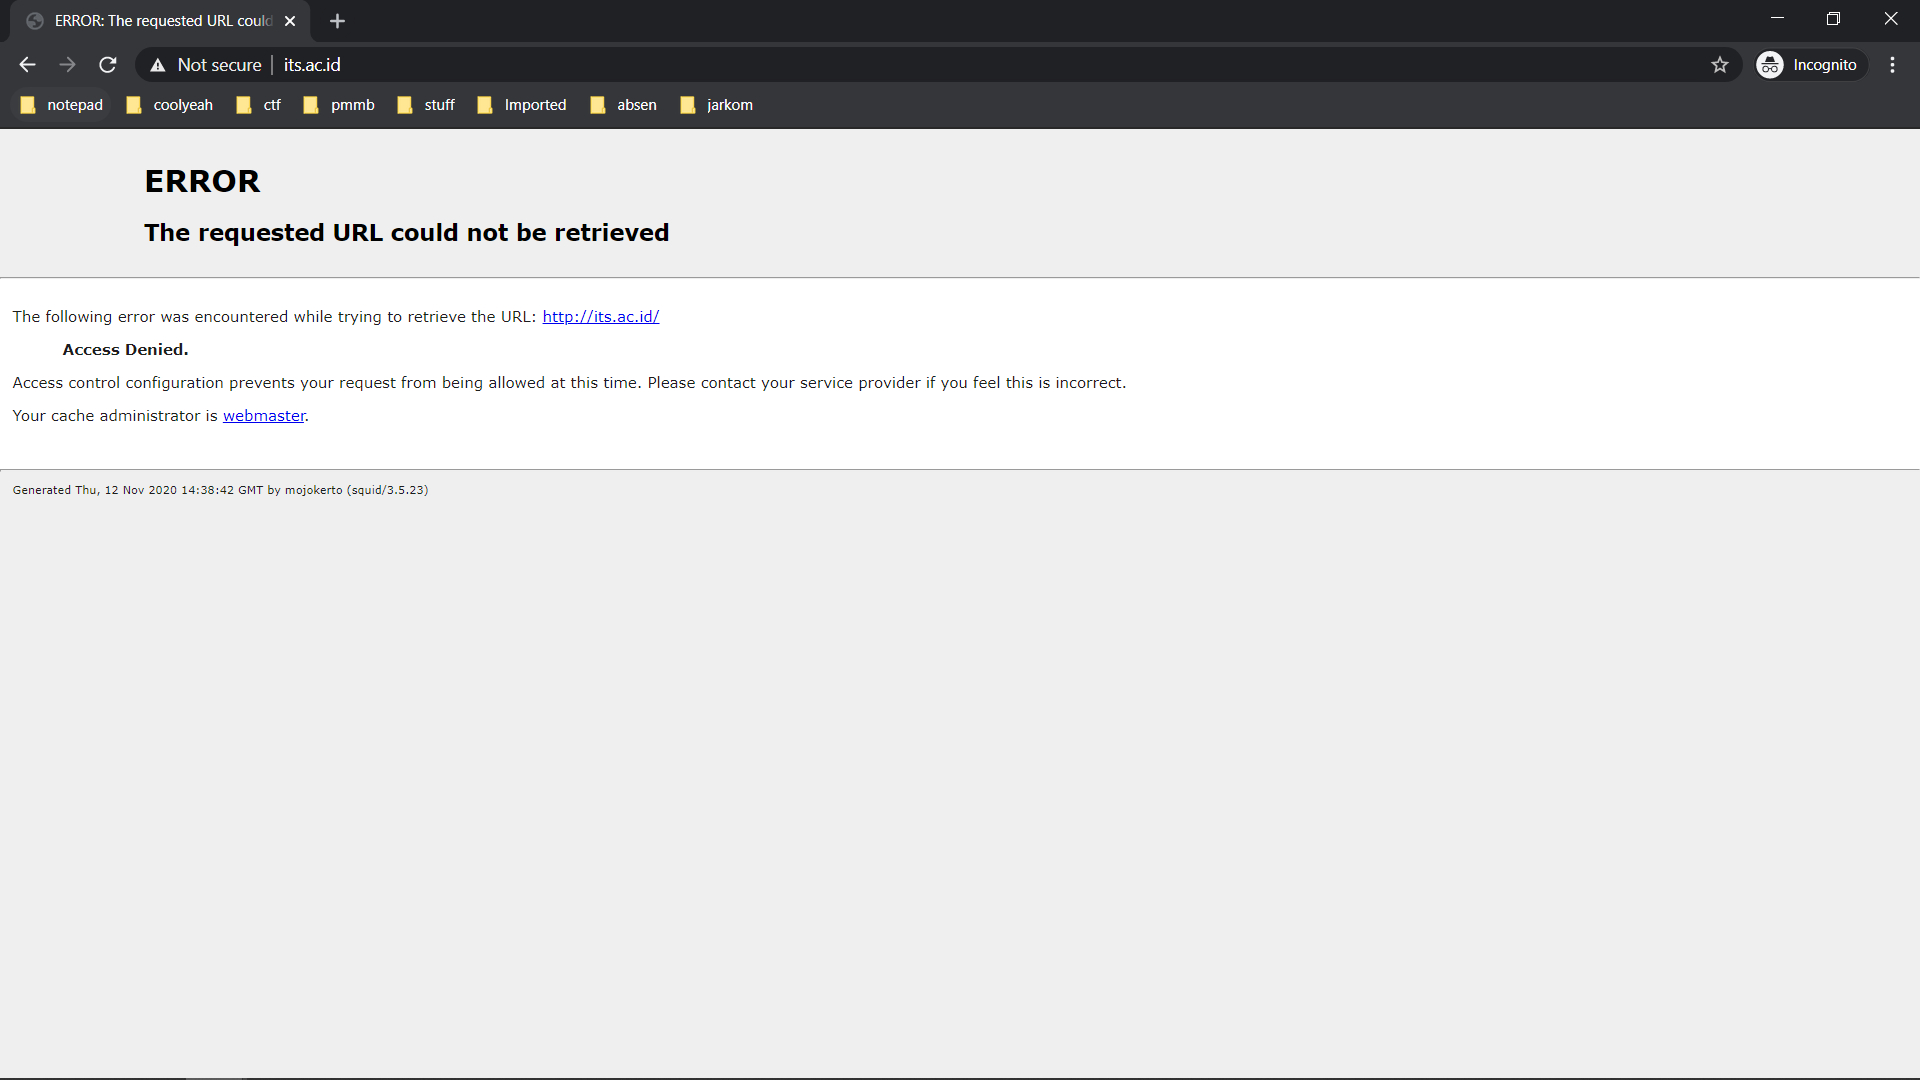 ERROR: The requested URL could
Not secure | its.ac.id
Incognito
notepad coolyeah ctf pmmb stuff Imported absen jarkom
ERROR
The requested URL could not be retrieved
The following error was encountered while trying to retrieve the URL: http://its.ac.id/
Access Denied.
Access control configuration prevents your request from being allowed at this time. Please contact your service provider if you feel this is incorrect.
Your cache administrator is webmaster.
Generated Thu, 12 Nov 2020 14:38:42 GMT by mojokerto (squid/3.5.23)